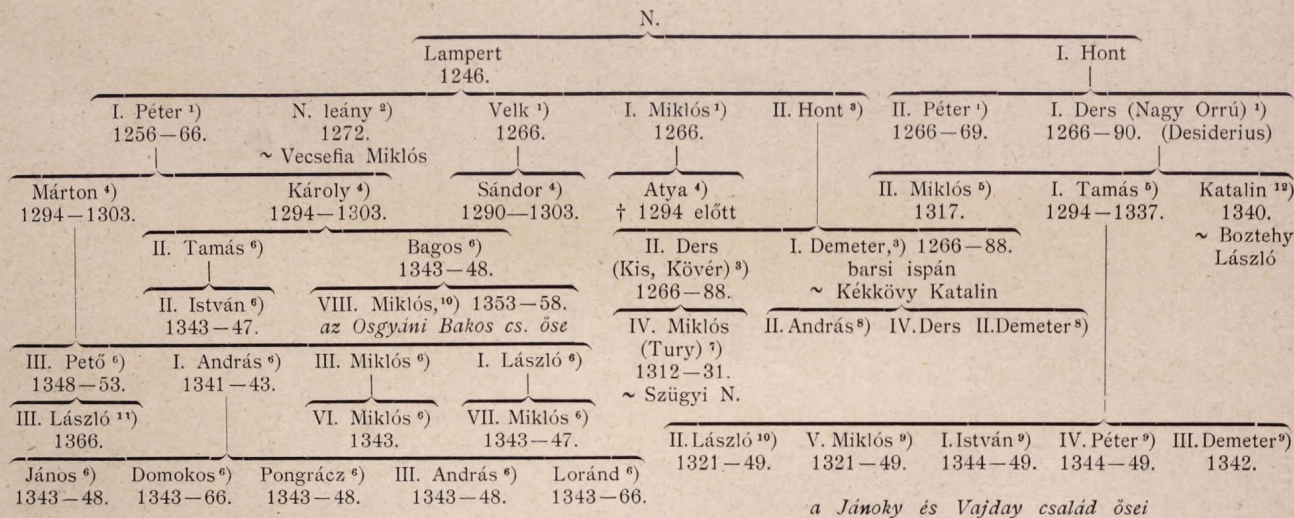 N.
Lampert
1246.
I. Hont
I. Péter ¹)
1256—66.
N. leány ²)
1272.
~ Vecsefia Miklós
Velk ¹)
1266.
I. Miklós ¹)
1266.
II. Hont ³)
II. Péter ¹)
1266—69.
I. Ders (Nagy Orrú) ¹)
1266—90. (Desiderius)
Márton ⁴)
1294—1303.
Károly ⁴)
1294—1303.
Sándor ⁴)
1290—1303.
Atya ⁴)
† 1294 előtt
II. Miklós ⁵)
1317.
I. Tamás ⁵)
1294—1337.
Katalin ¹²)
1340.
~ Boztehy
László
II. Tamás ⁶)
Bagos ⁶)
1343—48.
II. Ders
(Kis, Kövér) ³)
1266—88.
I. Demeter,³) 1266—88.
barsi ispán
~ Kékkövy Katalin
II. István ⁶)
1343—47.
VIII. Miklós,¹⁰) 1353—58.
az Osgyáni Bakos cs. őse
IV. Miklós
(Tury) ⁷)
1312—31.
~ Szügyi N.
II. András ⁸) IV. Ders II. Demeter ⁸)
III. Pető ⁶)
1348—53.
I. András ⁶)
1341—43.
III. Miklós ⁶)
I. László ⁶)
III. László ¹¹)
1366.
VI. Miklós ⁶)
1343.
VII. Miklós ⁶)
1343—47.
II. László ¹⁰)
1321—49.
V. Miklós ⁹)
1321—49.
I. István ⁹)
1344—49.
IV. Péter ⁹)
1344—49.
III. Demeter ⁹)
1342.
János ⁶)
1343—48.
Domokos ⁶)
1343—66.
Pongrácz ⁶)
1343—48.
III. András ⁶)
1343—48.
Loránd ⁶)
1343—66.
a Jánoky és Vajday család ősei